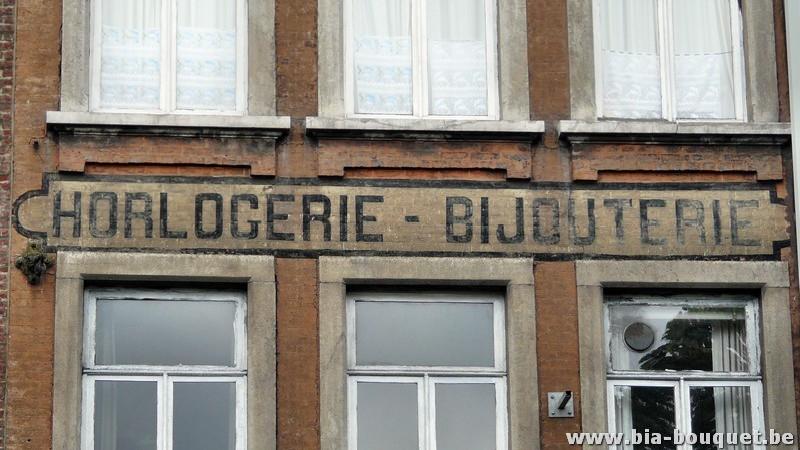 HORLOGERIE - BIJOUTERIE
www.bia-bouquet.be